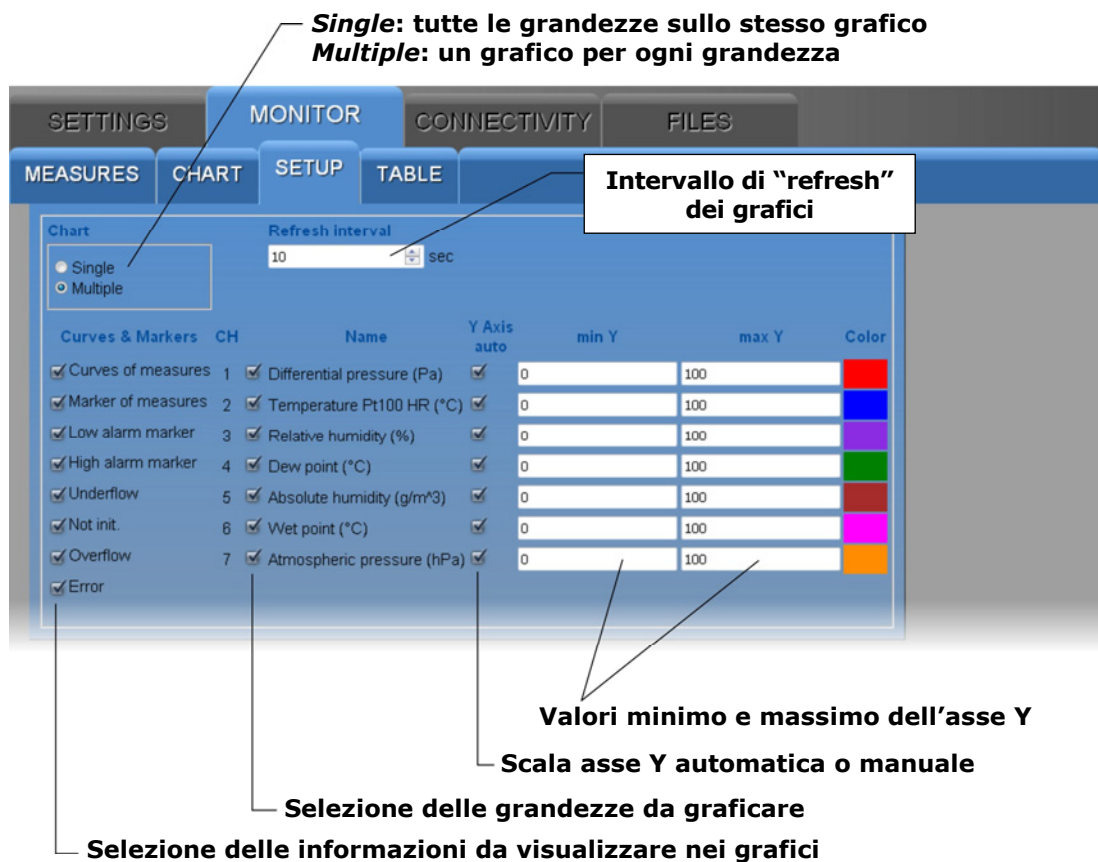 Single: tutte le grandezze sullo stesso grafico
Multiple: un grafico per ogni grandezza
SETTINGS MONITOR CONNECTIVITY FILES
MEASURES CHART SETUP TABLE
Intervallo di “refresh”
dei grafici
Chart Refresh interval
10 sec
Single
Multiple
Curves & Markers CH Name Y Axis auto min Y max Y Color
Curves of measures 1 Differential pressure (Pa) 0 100
Marker of measures 2 Temperature Pt100 HR (°C) 0 100
Low alarm marker 3 Relative humidity (%) 0 100
High alarm marker 4 Dew point (°C) 0 100
Underflow 5 Absolute humidity (g/m^3) 0 100
Not init. 6 Wet point (°C) 0 100
Overflow 7 Atmospheric pressure (hPa) 0 100
Error
Valori minimo e massimo dell’asse Y
Scala asse Y automatica o manuale
Selezione delle grandezze da graficare
Selezione delle informazioni da visualizzare nei grafici